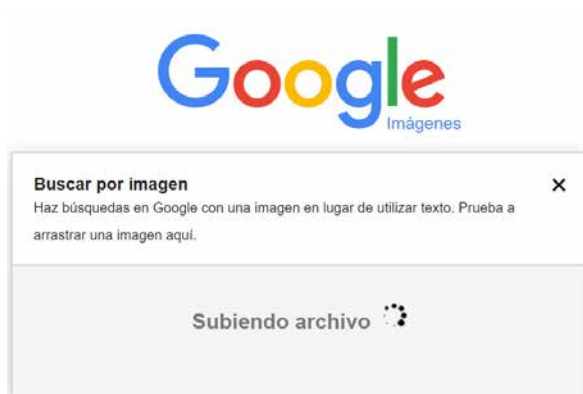 Google
Imágenes
Buscar por imagen
Haz búsquedas en Google con una imagen en lugar de utilizar texto. Prueba a
arrastrar una imagen aquí.
Subiendo archivo